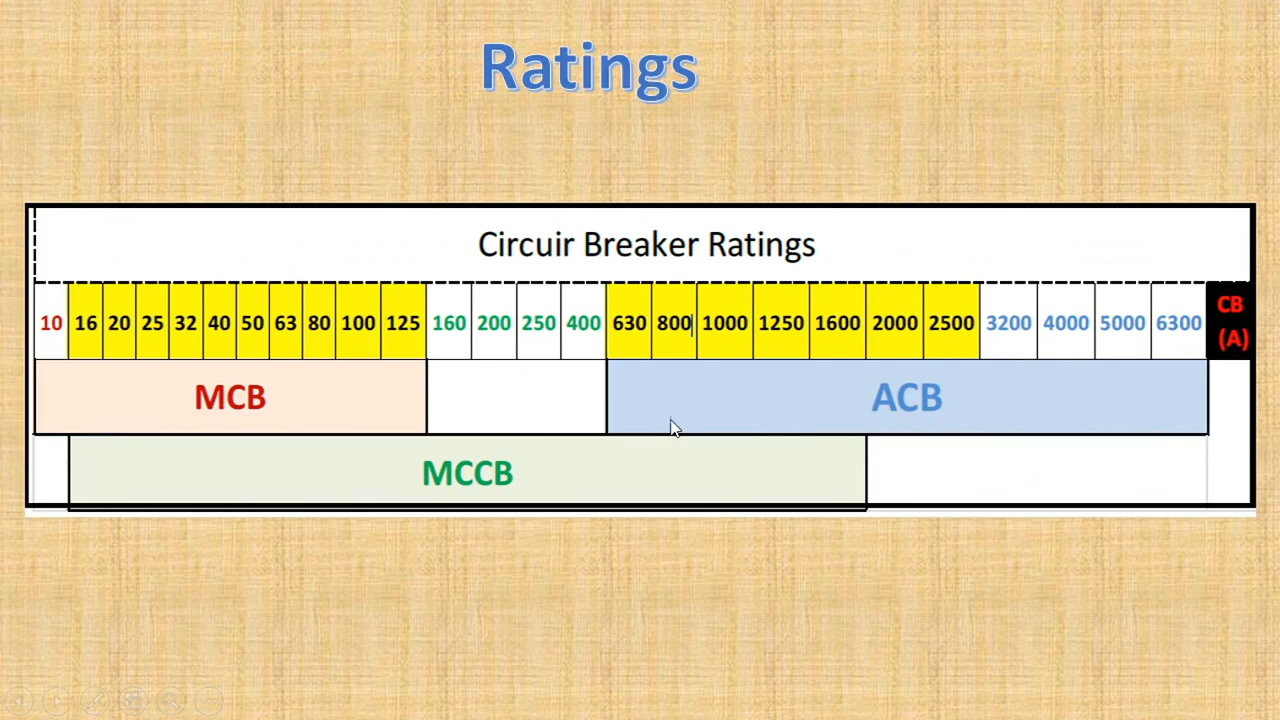 Ratings
Circuir Breaker Ratings
10 16 20 25 32 40 50 63 80 100 125 160 200 250 400 630 800 1000 1250 1600 2000 2500 3200 4000 5000 6300 CB (A)
MCB ACB
MCCB